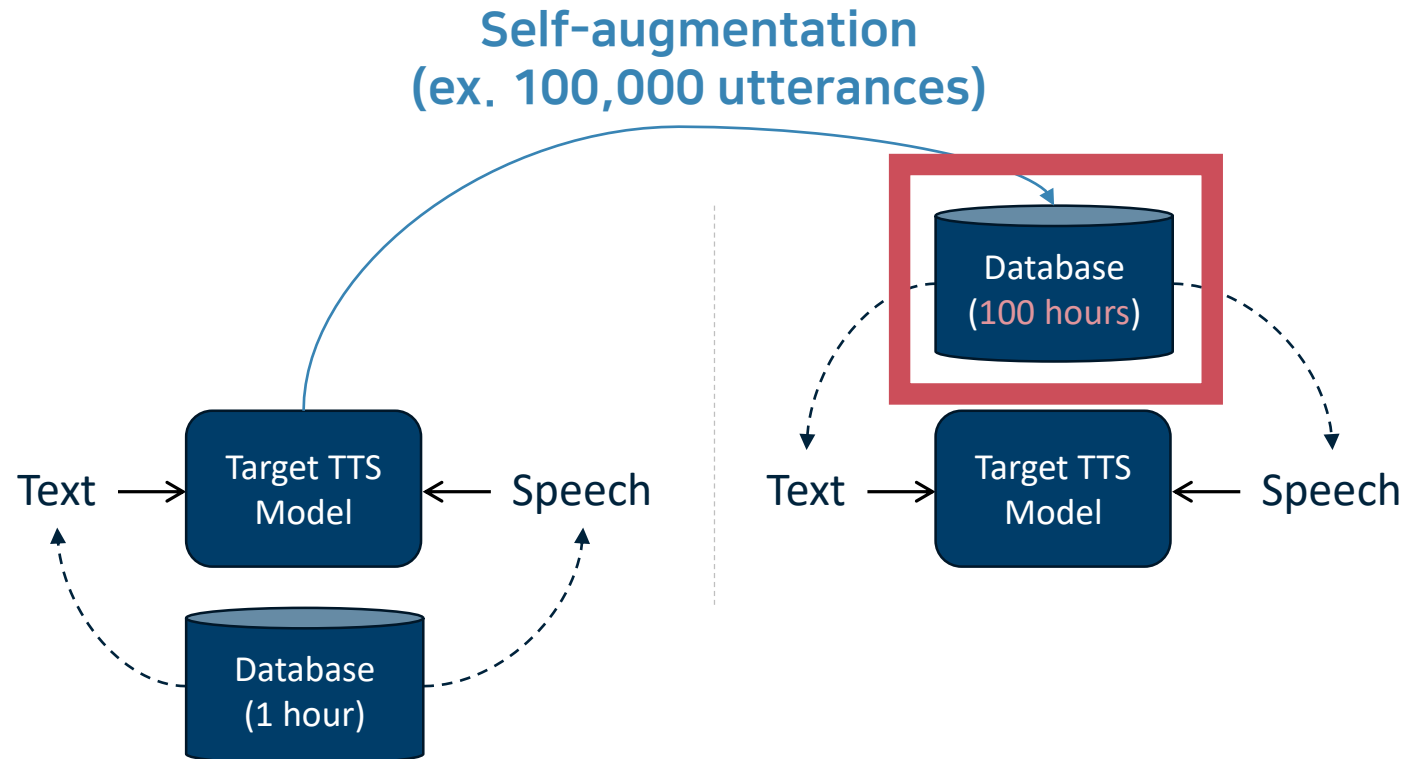 Self-augmentation
(ex. 100,000 utterances)
Text
Target TTS
Model
Speech
Database
(1 hour)
Database
(100 hours)
Text
Target TTS
Model
Speech